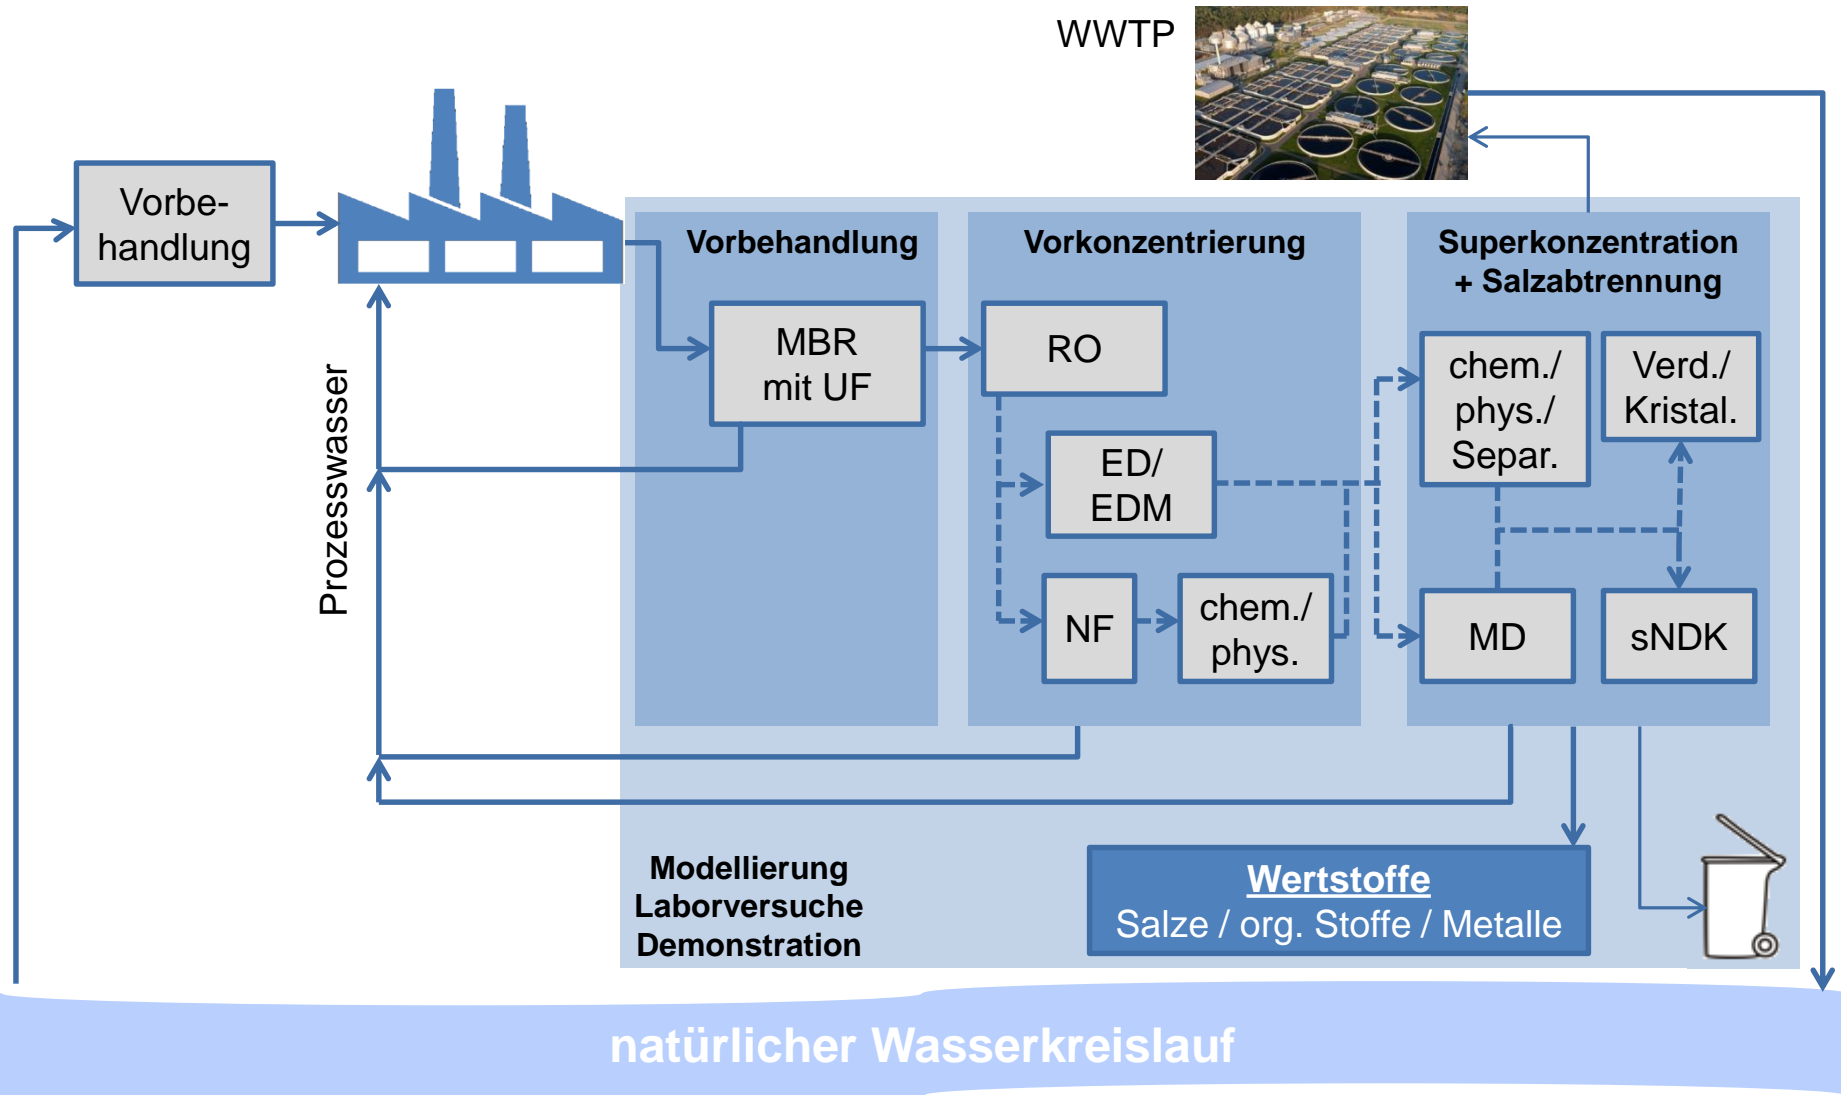 WWTP
Vorbe-
handlung
Prozesswasser
Vorbehandlung
MBR
mit UF
Vorkonzentrierung
RO
ED/
EDM
NF
chem./
phys.
Superkonzentration
+ Salzabtrennung
chem./
phys./
Separ.
Verd./
Kristal.
MD
sNDK
Modellierung
Laborversuche
Demonstration
Wertstoffe
Salze / org. Stoffe / Metalle
natürlicher Wasserkreislauf